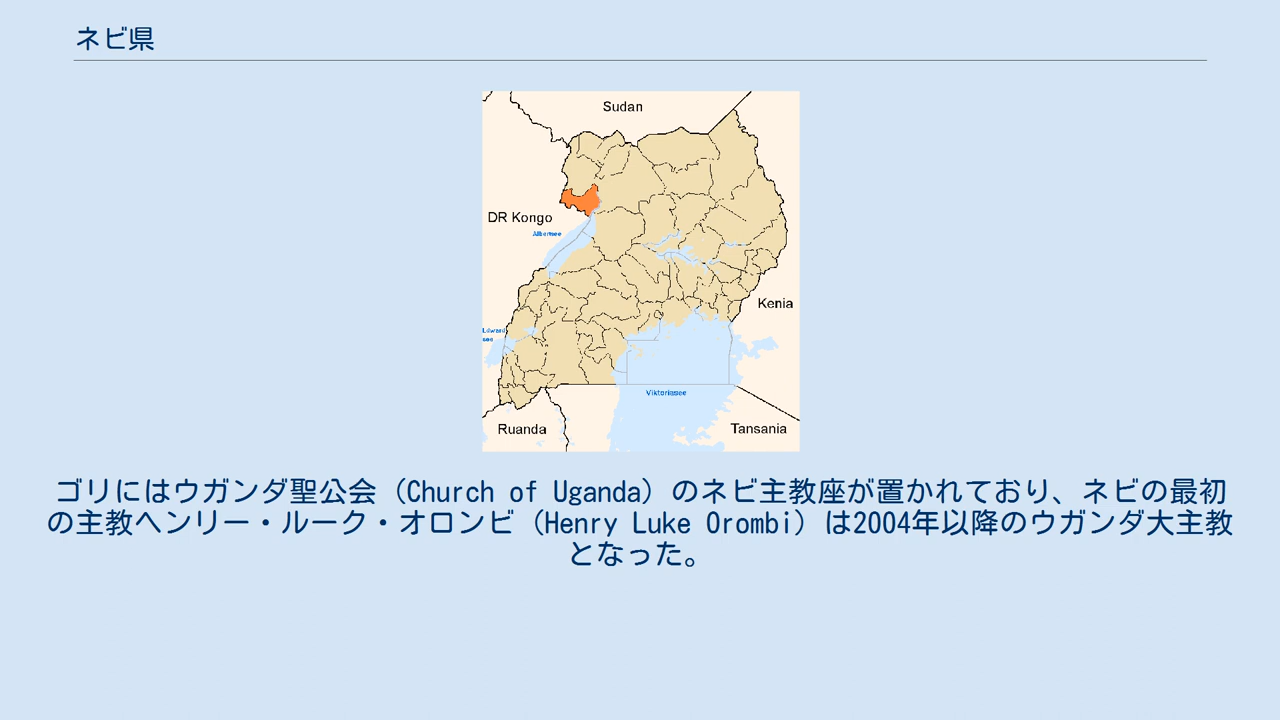 ネビ県
Sudan
DR Kongo
Albertsee
Kenia
Edward
see
Viktoriasee
Ruanda
Tansania
ゴリにはウガンダ聖公会（Church of Uganda）のネビ主教座が置かれており、ネビの最初
の主教ヘンリー・ルーク・オロンビ（Henry Luke Orombi）は2004年以降のウガンダ大主教
となった。